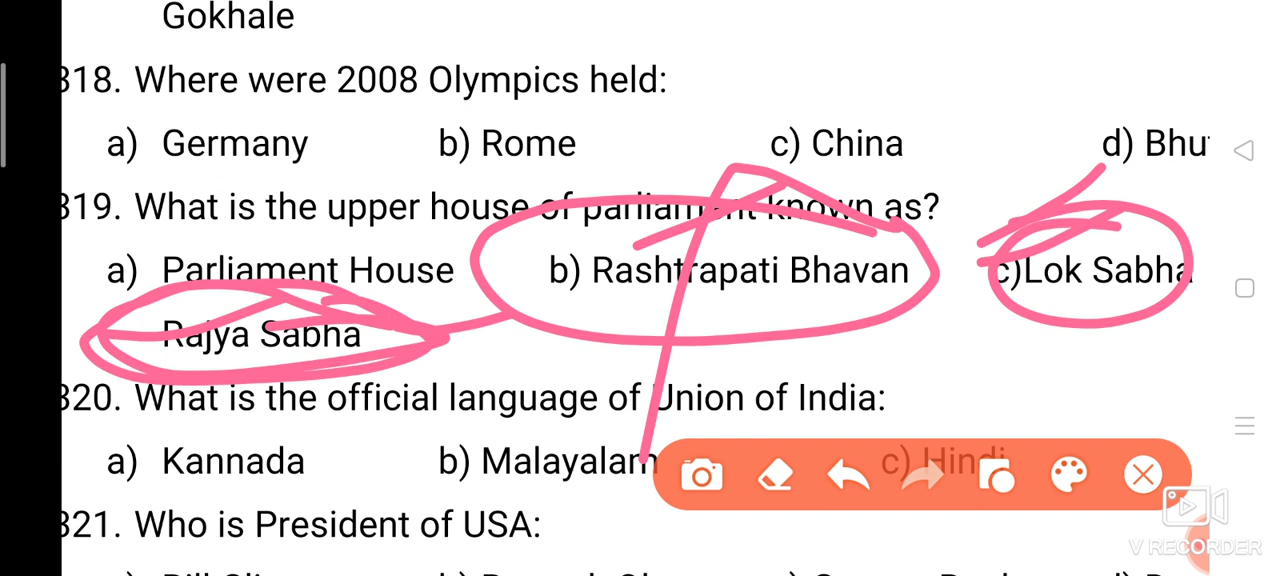 Gokhale
318. Where were 2008 Olympics held:
a) Germany b) Rome c) China d) Bhu
319. What is the upper house of parliament known as?
a) Parliament House b) Rashtrapati Bhavan c)Lok Sabha
Rajya Sabha
320. What is the official language of Union of India:
a) Kannada b) Malayalam c) Hindi
321. Who is President of USA:
V RECORDER